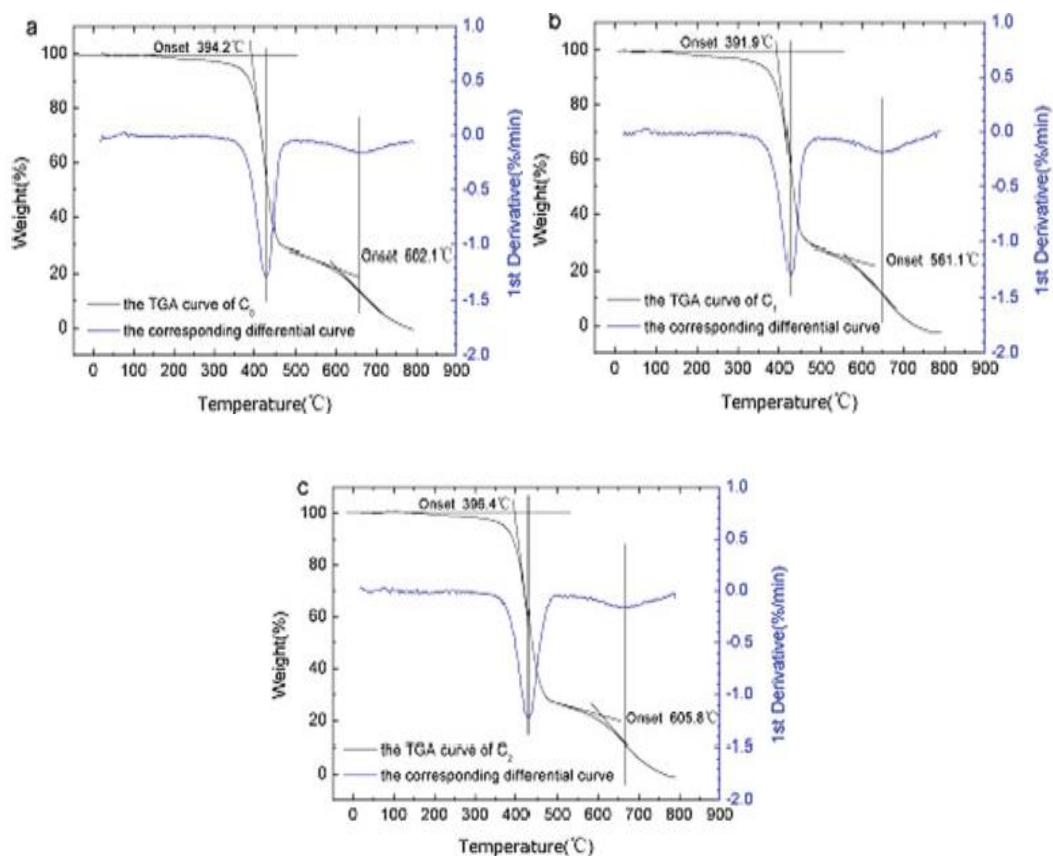 a
Onset 394.2℃
Weight(%)
100
80
60
40
20
0
1st Derivative(%/min)
1.0
0.5
0.0
-0.5
-1.0
-1.5
-2.0
Onset 602.1℃
the TGA curve of C0
the corresponding differential curve
0 100 200 300 400 500 600 700 800 900
Temperature(℃)
b
Onset 391.9℃
Weight(%)
100
80
60
40
20
0
1st Derivative(%/min)
1.0
0.5
0.0
-0.5
-1.0
-1.5
-2.0
Onset 561.1℃
the TGA curve of C1
the corresponding differential curve
0 100 200 300 400 500 600 700 800 900
Temperature(℃)
c
Onset 396.4℃
Weight(%)
100
80
60
40
20
0
1st Derivative(%/min)
1.0
0.5
0.0
-0.5
-1.0
-1.5
-2.0
Onset 605.8℃
the TGA curve of C2
the corresponding differential curve
0 100 200 300 400 500 600 700 800 900
Temperature(℃)